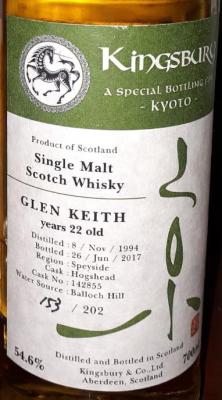 Kingsbury
A Special Bottling
- KYOTO -
Product of Scotland
Single Malt
Scotch Whisky
GLEN KEITH
years 22 old
Distilled : 8 / Nov / 1994
Bottled : 26 / Jun / 2017
Region : Speyside
Cask : Hogshead
Cask No. : 142855
Water Source : Balloch Hill
153 / 202
54.6%
700ml
Distilled and Bottled in Scotland
Kingsbury & Co., Ltd.
Aberdeen, Scotland